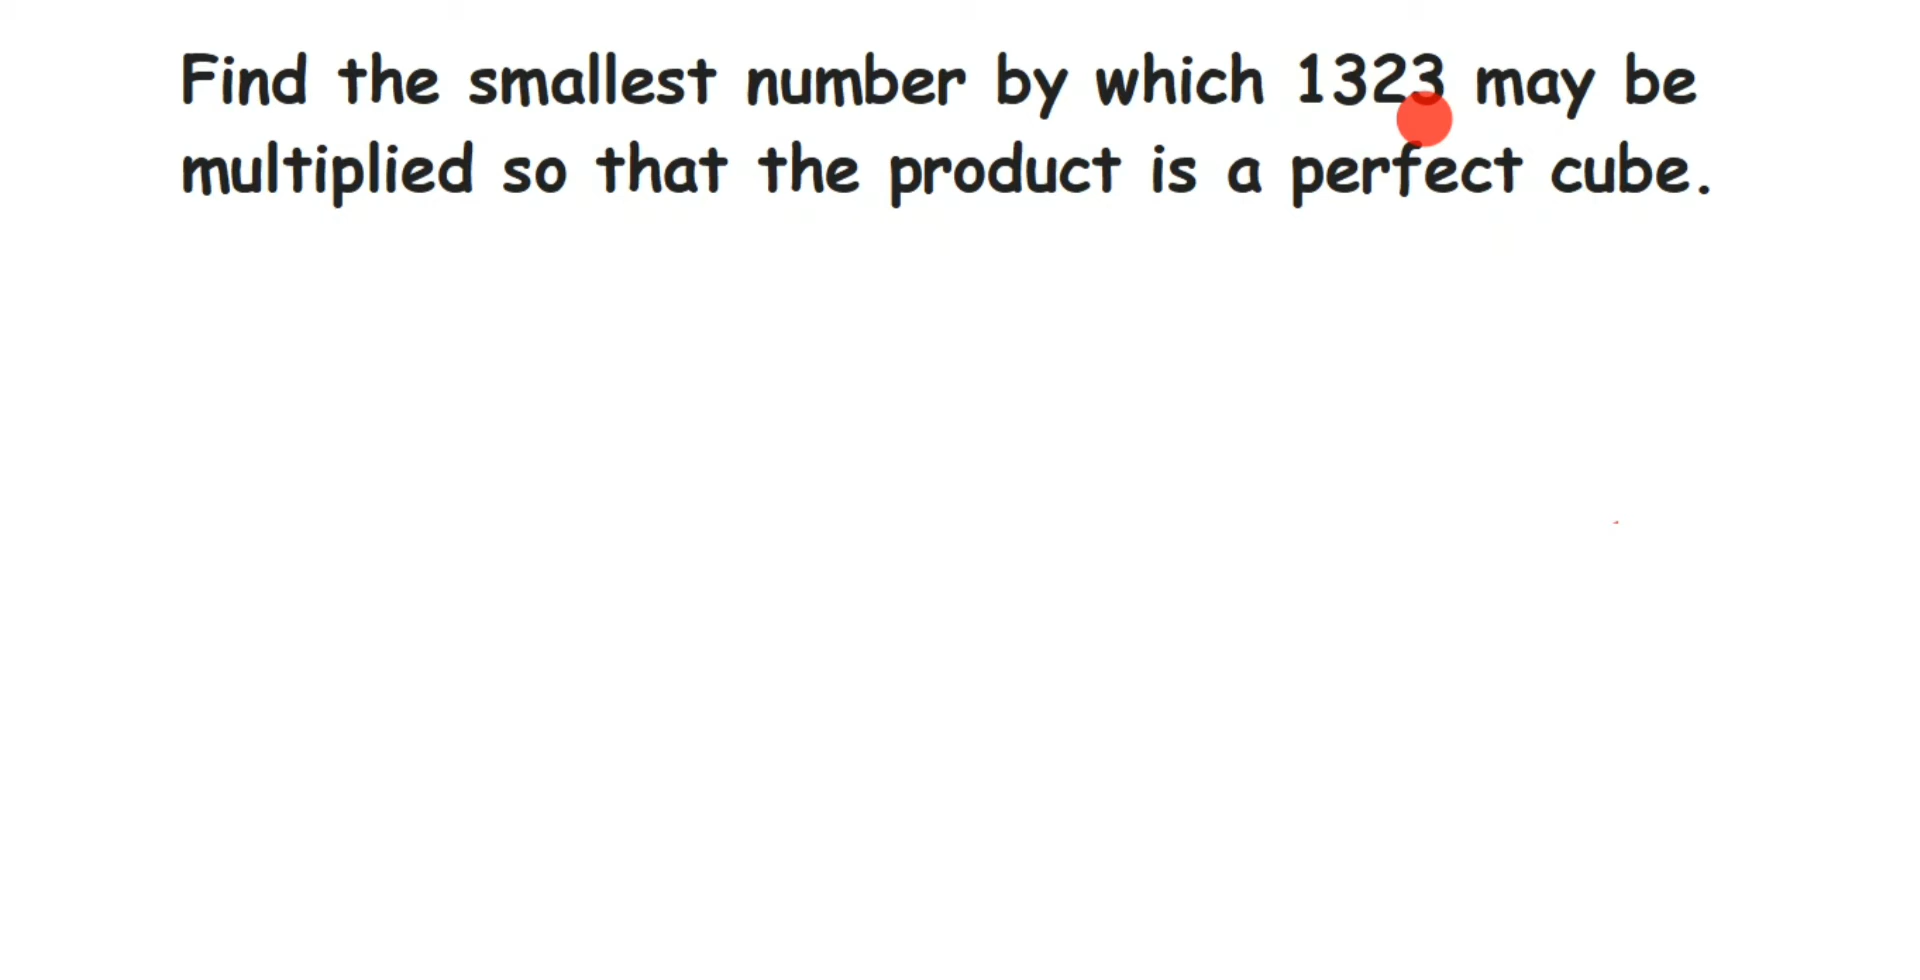 Find the smallest number by which 1323 may be
multiplied so that the product is a perfect cube.